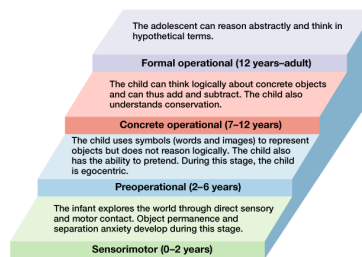 The adolescent can reason abstractly and think in
hypothetical terms.
Formal operational (12 years–adult)
The child can think logically about concrete objects
and can thus add and subtract. The child also
understands conservation.
Concrete operational (7–12 years)
The child uses symbols (words and images) to represent
objects but does not reason logically. The child also
has the ability to pretend. During this stage, the child
is egocentric.
Preoperational (2–6 years)
The infant explores the world through direct sensory
and motor contact. Object permanence and
separation anxiety develop during this stage.
Sensorimotor (0–2 years)